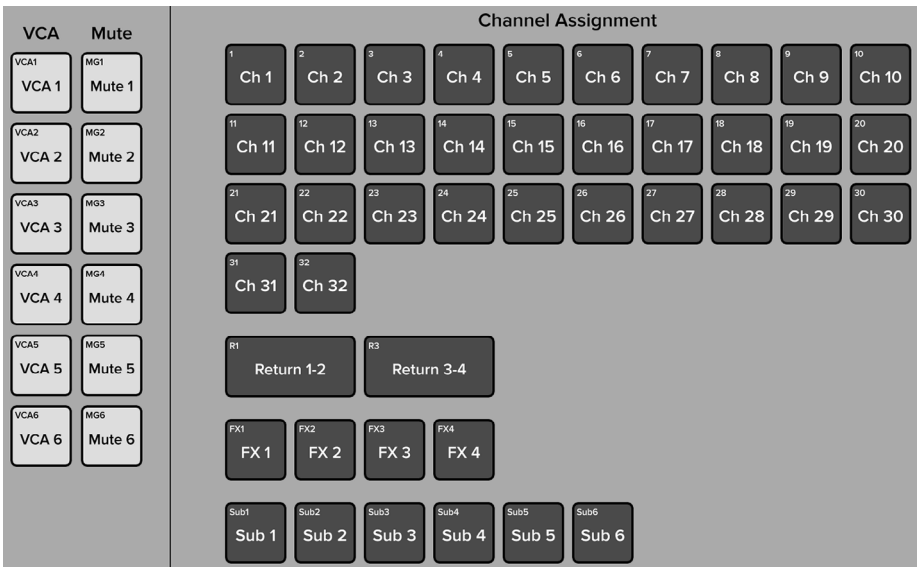 VCA Mute
Channel Assignment
VCA1 MG1
VCA 1 Mute 1
VCA2 MG2
VCA 2 Mute 2
VCA3 MG3
VCA 3 Mute 3
VCA4 MG4
VCA 4 Mute 4
VCA5 MG5
VCA 5 Mute 5
VCA6 MG6
VCA 6 Mute 6
1 2 3 4 5 6 7 8 9 10
Ch 1 Ch 2 Ch 3 Ch 4 Ch 5 Ch 6 Ch 7 Ch 8 Ch 9 Ch 10
11 12 13 14 15 16 17 18 19 20
Ch 11 Ch 12 Ch 13 Ch 14 Ch 15 Ch 16 Ch 17 Ch 18 Ch 19 Ch 20
21 22 23 24 25 26 27 28 29 30
Ch 21 Ch 22 Ch 23 Ch 24 Ch 25 Ch 26 Ch 27 Ch 28 Ch 29 Ch 30
31 32
Ch 31 Ch 32
R1 R3
Return 1-2 Return 3-4
FX1 FX2 FX3 FX4
FX 1 FX 2 FX 3 FX 4
Sub1 Sub2 Sub3 Sub4 Sub5 Sub6
Sub 1 Sub 2 Sub 3 Sub 4 Sub 5 Sub 6